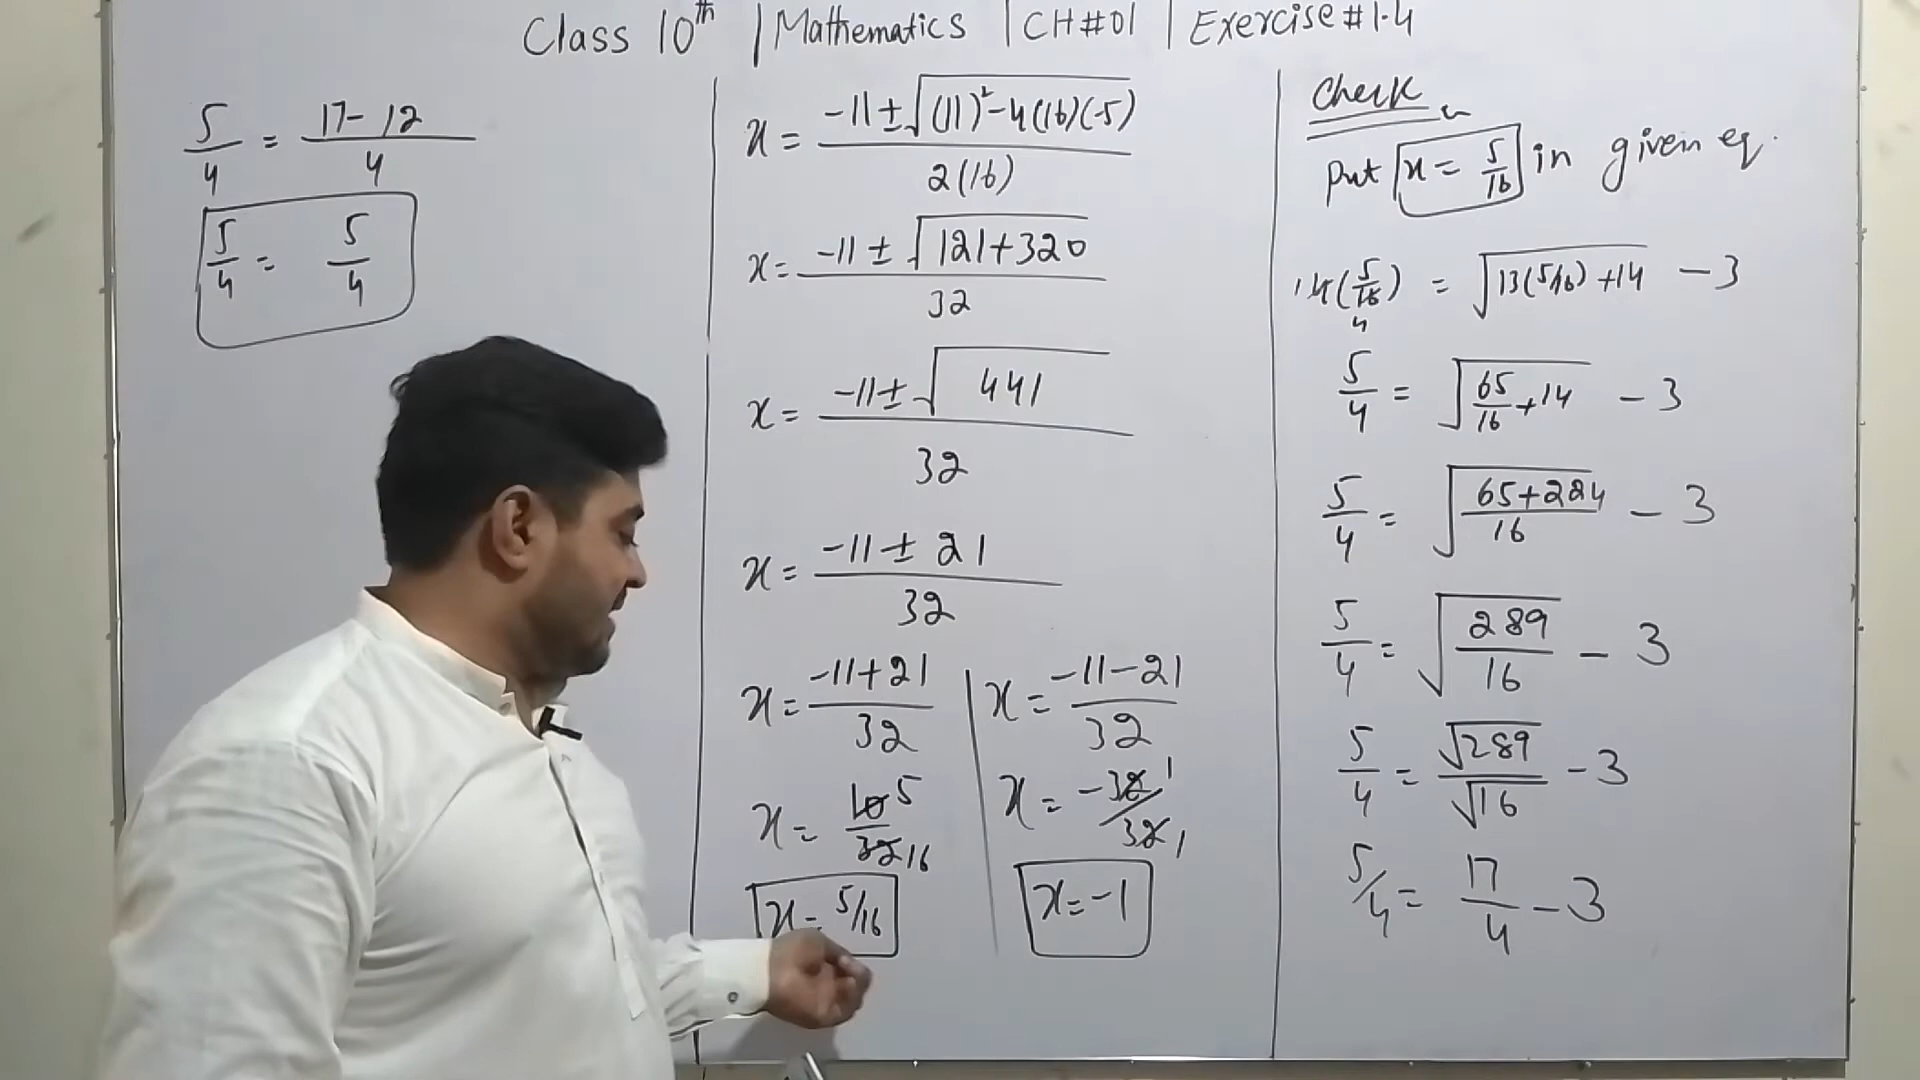 Class 10th | Mathematics | CH#01 | Exercise #1.4
5/4 = (17-12)/4
5/4 = 5/4
x = (-11±√((11)²-4(16)(-5)))/2(16)
x = (-11±√(121+320))/32
x = (-11±√441)/32
x = (-11±21)/32
x = (-11+21)/32 | x = (-11-21)/32
x = 10/32 5 16 | x = -32/32 1 1
x = 5/16 | x = -1
Check
Put x = 5/16 in given eq.
4(5/16) = √(13(5/16)+14) - 3
4
5/4 = √(65/16+14) - 3
5/4 = √((65+224)/16) - 3
5/4 = √(289/16) - 3
5/4 = √289/√16 - 3
5/4 = 17/4 - 3